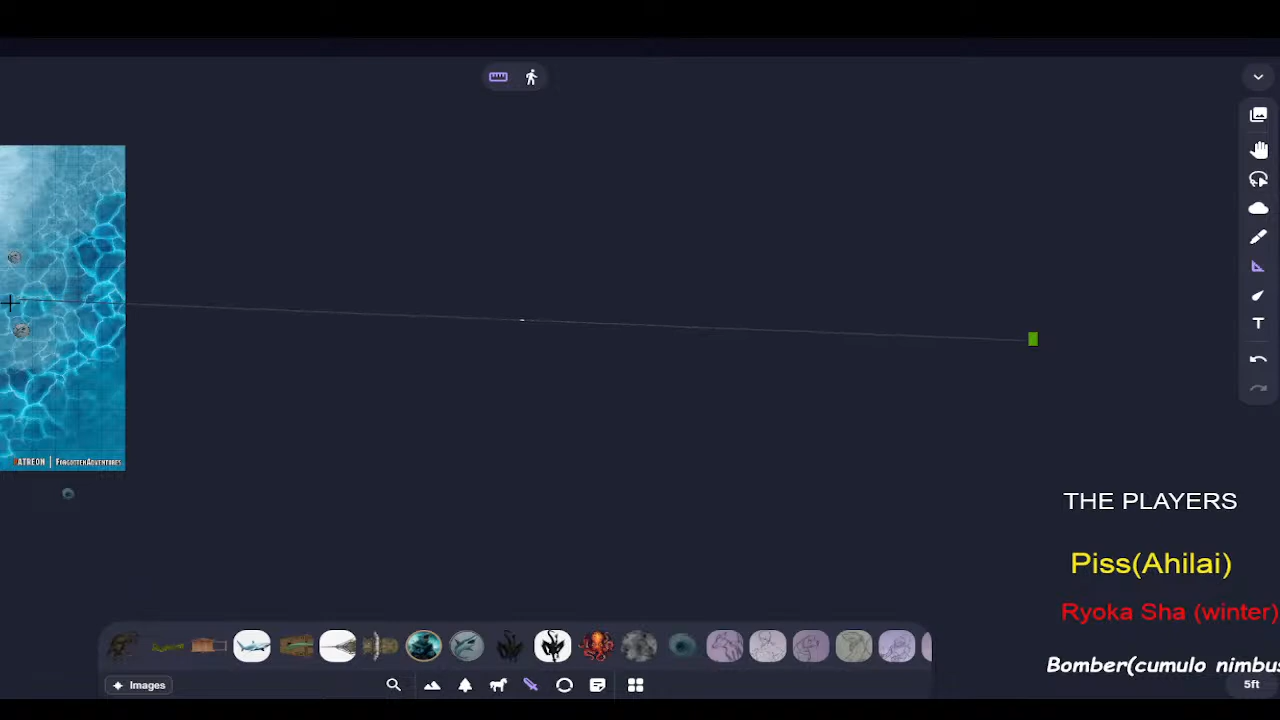 PATREON | FORGOTTENADVENTURES
THE PLAYERS
Piss(Ahilai)
Ryoka Sha (winter)
Bomber(cumulo nimbus
Images
5ft